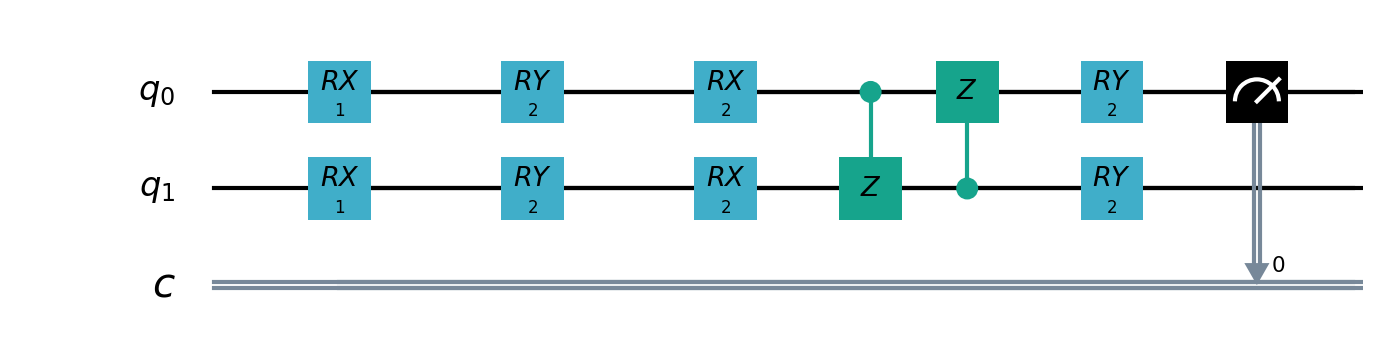 q0 RX 1 RY 2 RX 2 Z RY 2
q1 RX 1 RY 2 RX 2 Z RY 2
c 0